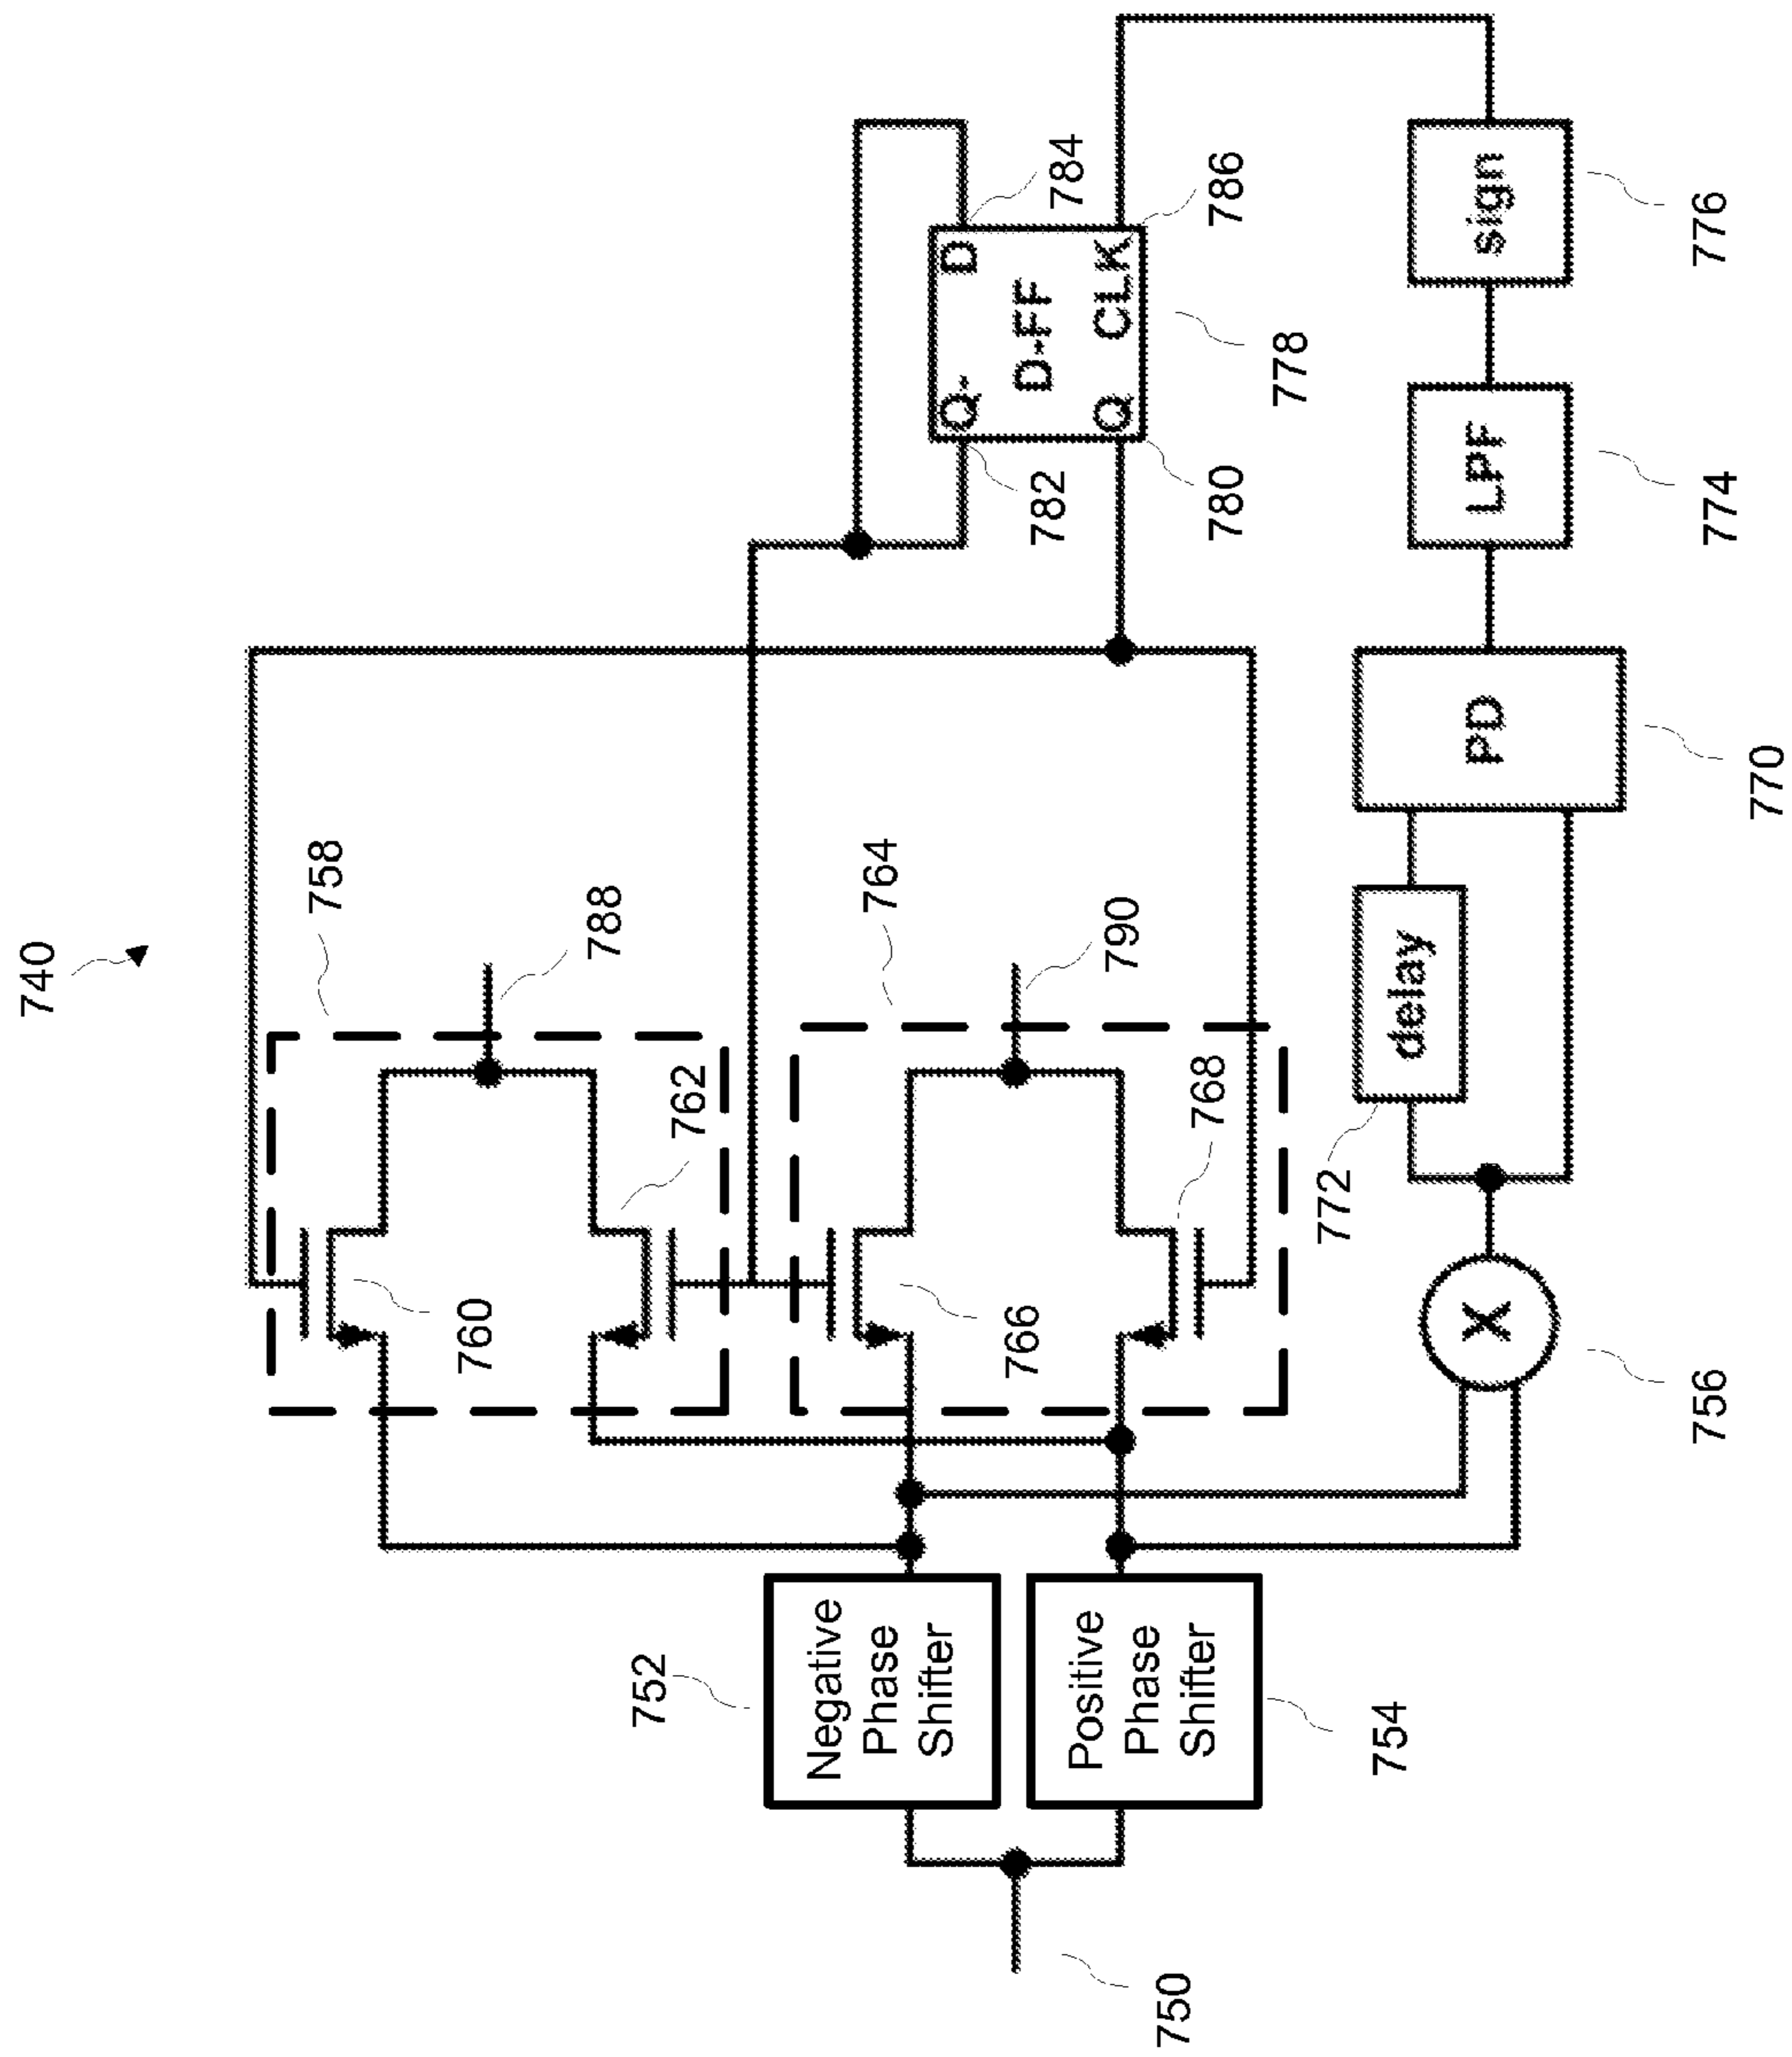 740
758
788
762
760
764
790
768
766
784
D
Q-
D-FF
Q
CLK
786
782
780
778
752
Negative
Phase
Shifter
Positive
Phase
Shifter
754
750
X
756
delay
772
PD
770
LPF
774
sign
776